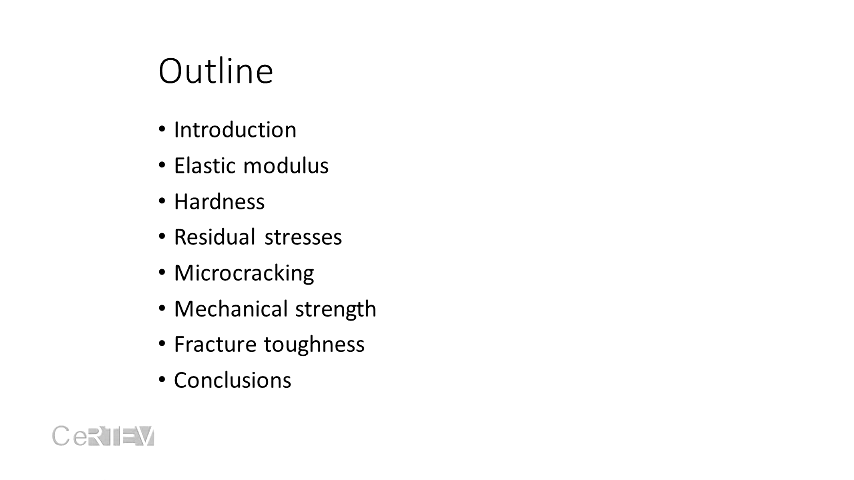 Outline
• Introduction
• Elastic modulus
• Hardness
• Residual stresses
• Microcracking
• Mechanical strength
• Fracture toughness
• Conclusions
CeRTEV